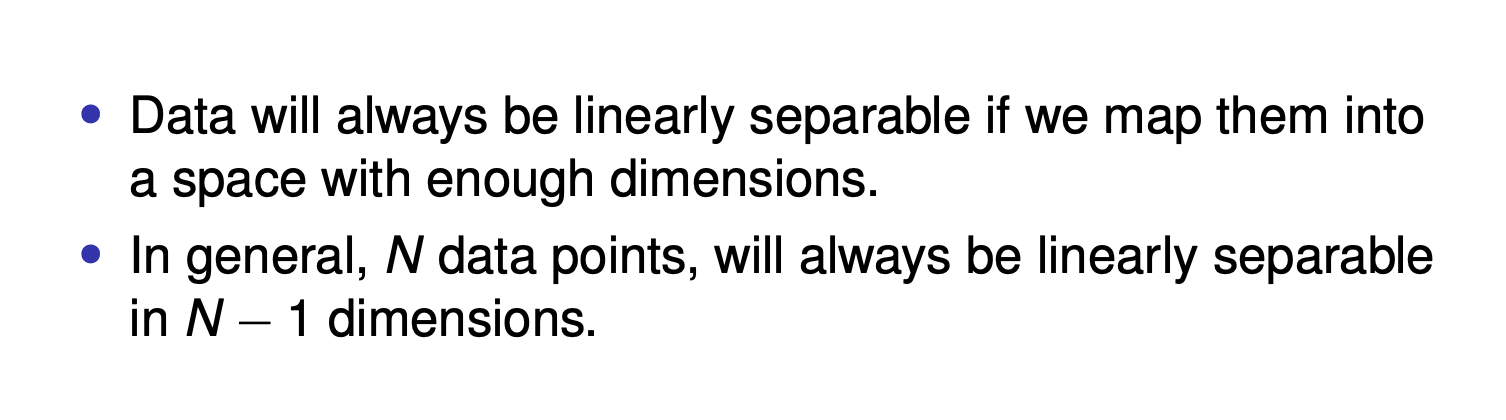 • Data will always be linearly separable if we map them into
a space with enough dimensions.
• In general, N data points, will always be linearly separable
in N − 1 dimensions.